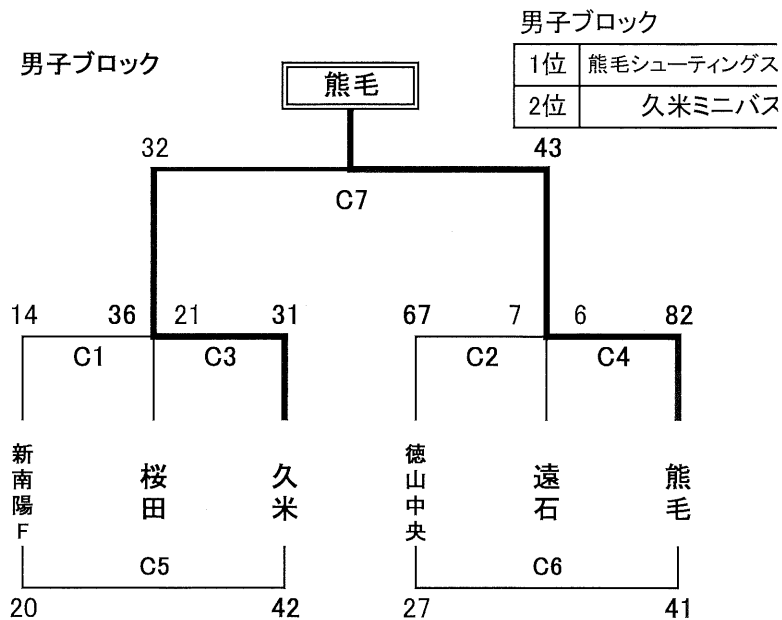 男子ブロック
男子ブロック
1位 熊毛シューティングス
2位 久米ミニバス
熊毛
32 43
C7
14 36 21 31 67 7 6 82
C1 C3 C2 C4
新南陽F 桜田 久米 徳山中央 遠石 熊毛
C5 C6
20 42 27 41